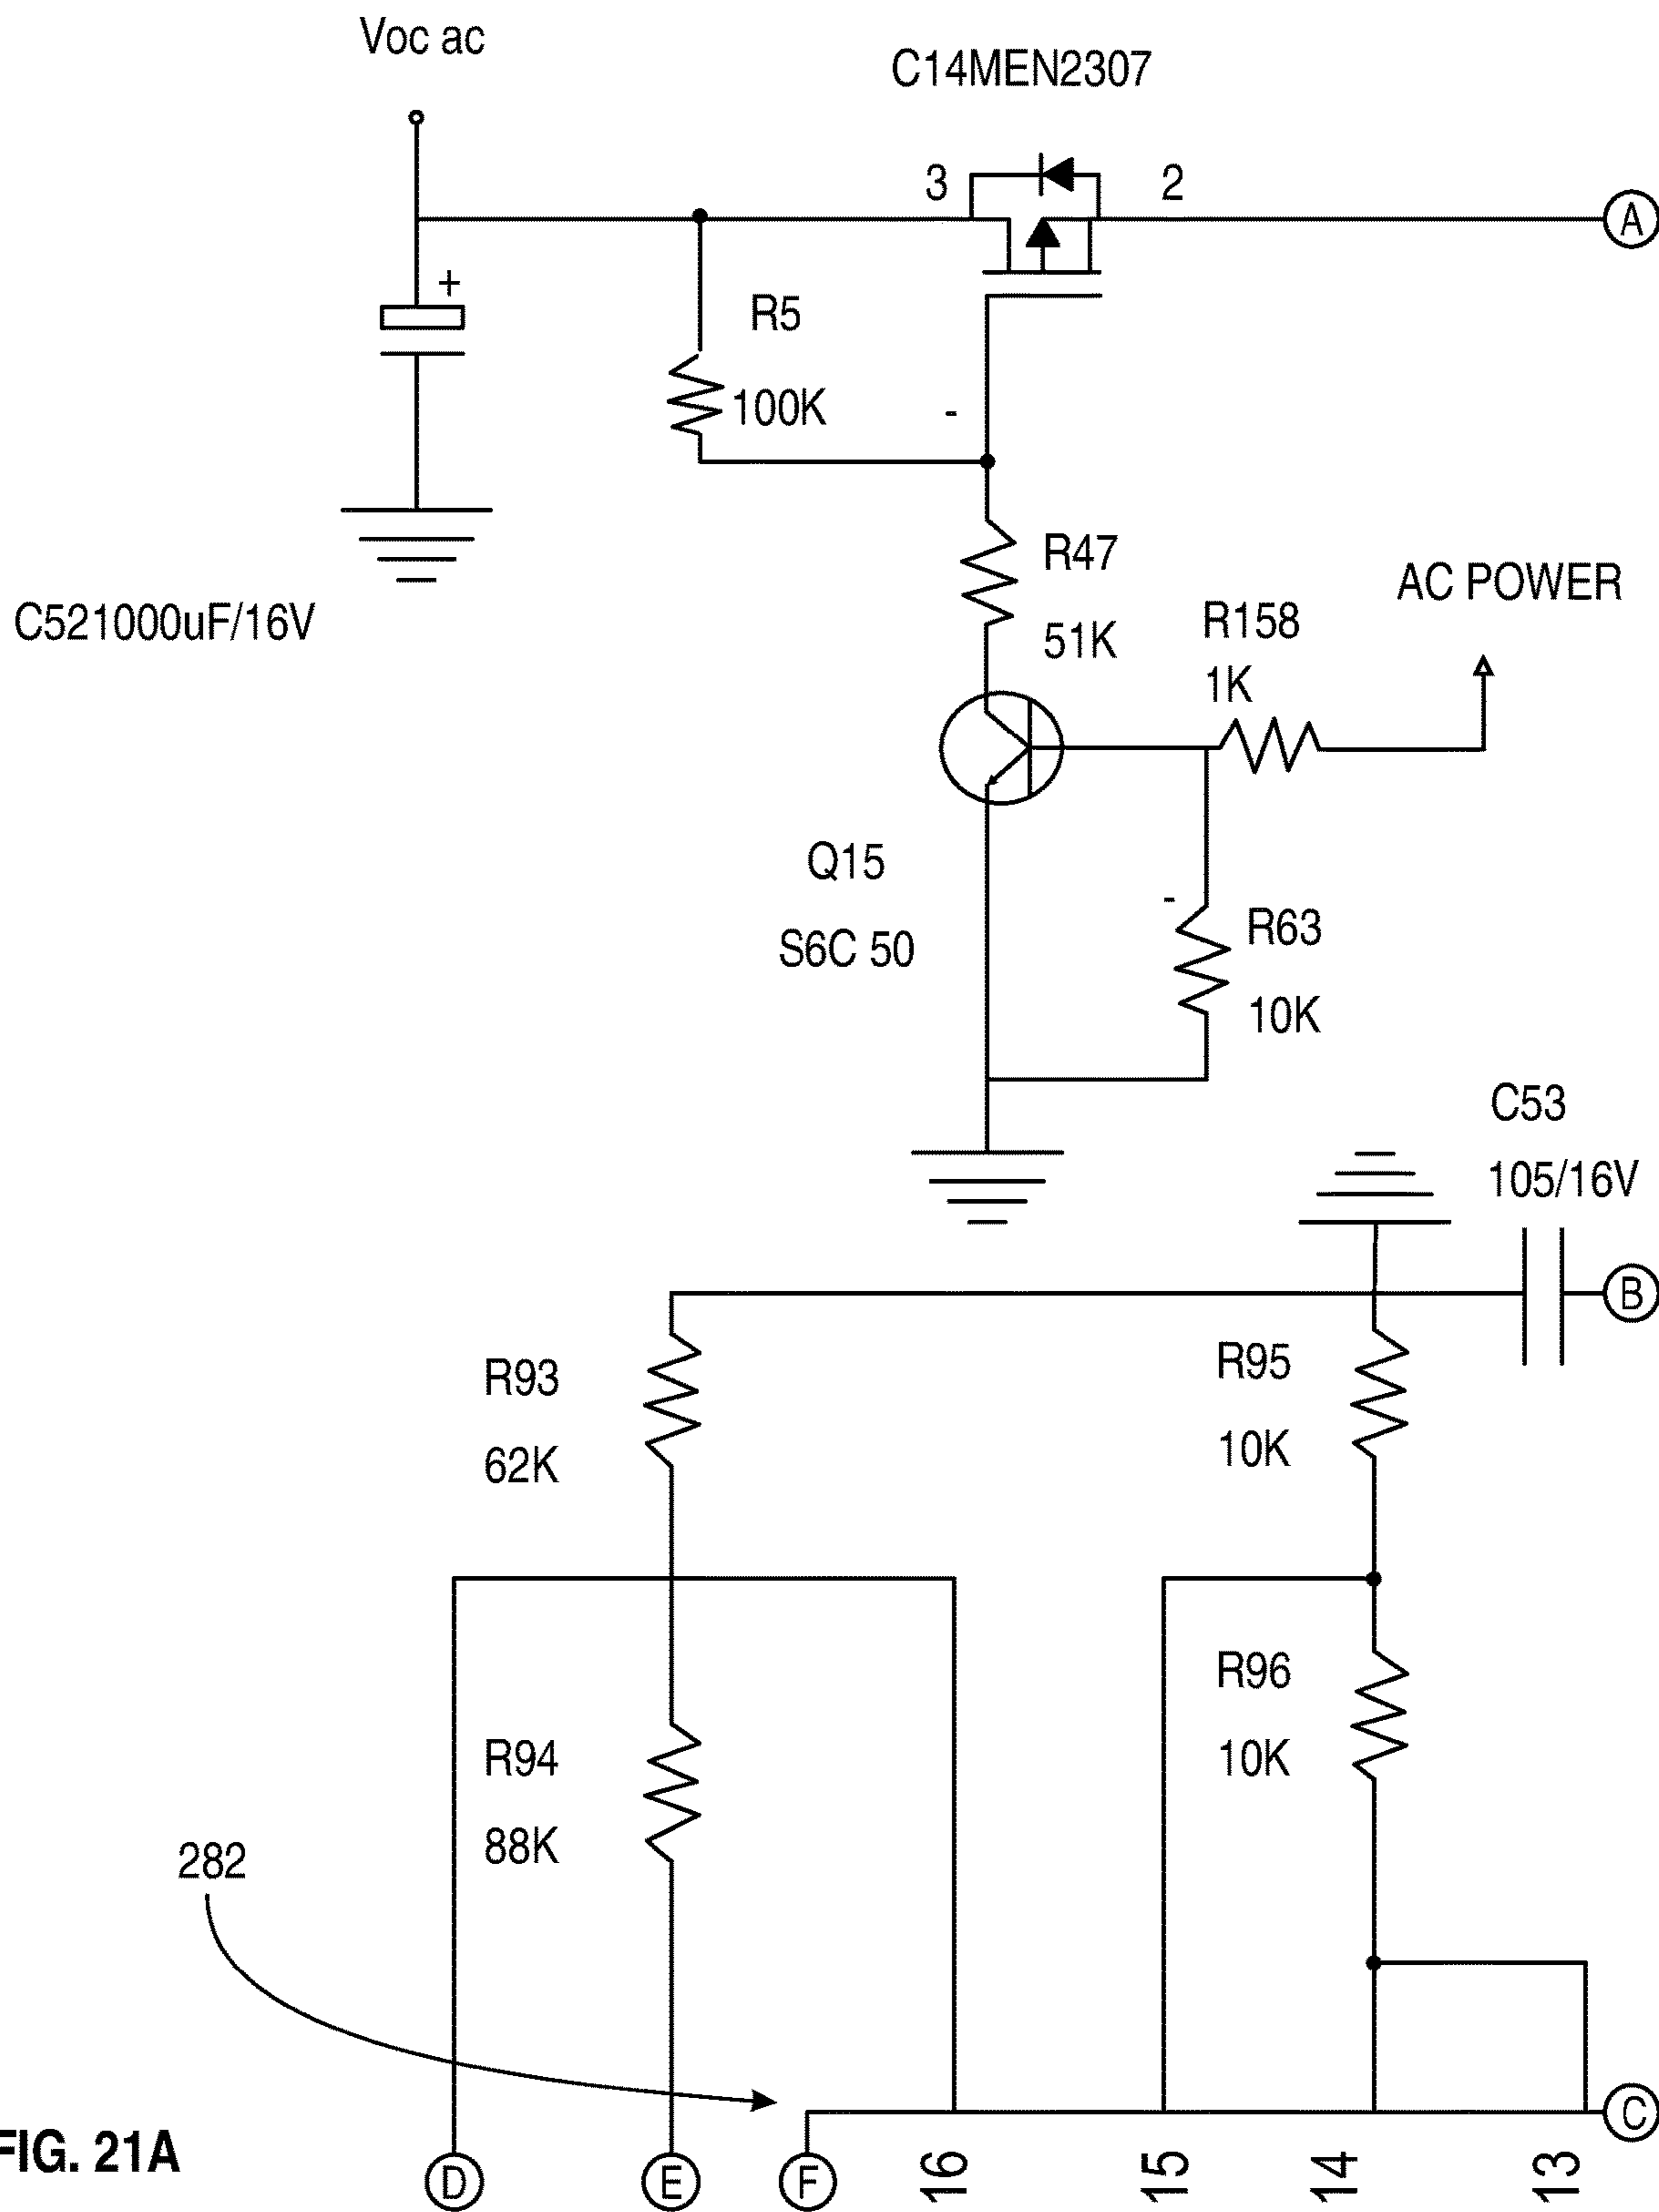 Voc ac
C14MEN2307
3
2
A
+
R5
100K
-
R47
51K
AC POWER
R158
1K
C521000uF/16V
Q15
S6C 50
-
R63
10K
C53
105/16V
B
R93
62K
R95
10K
R94
88K
R96
10K
282
FIG. 21A
D
E
F
16
15
14
13
C